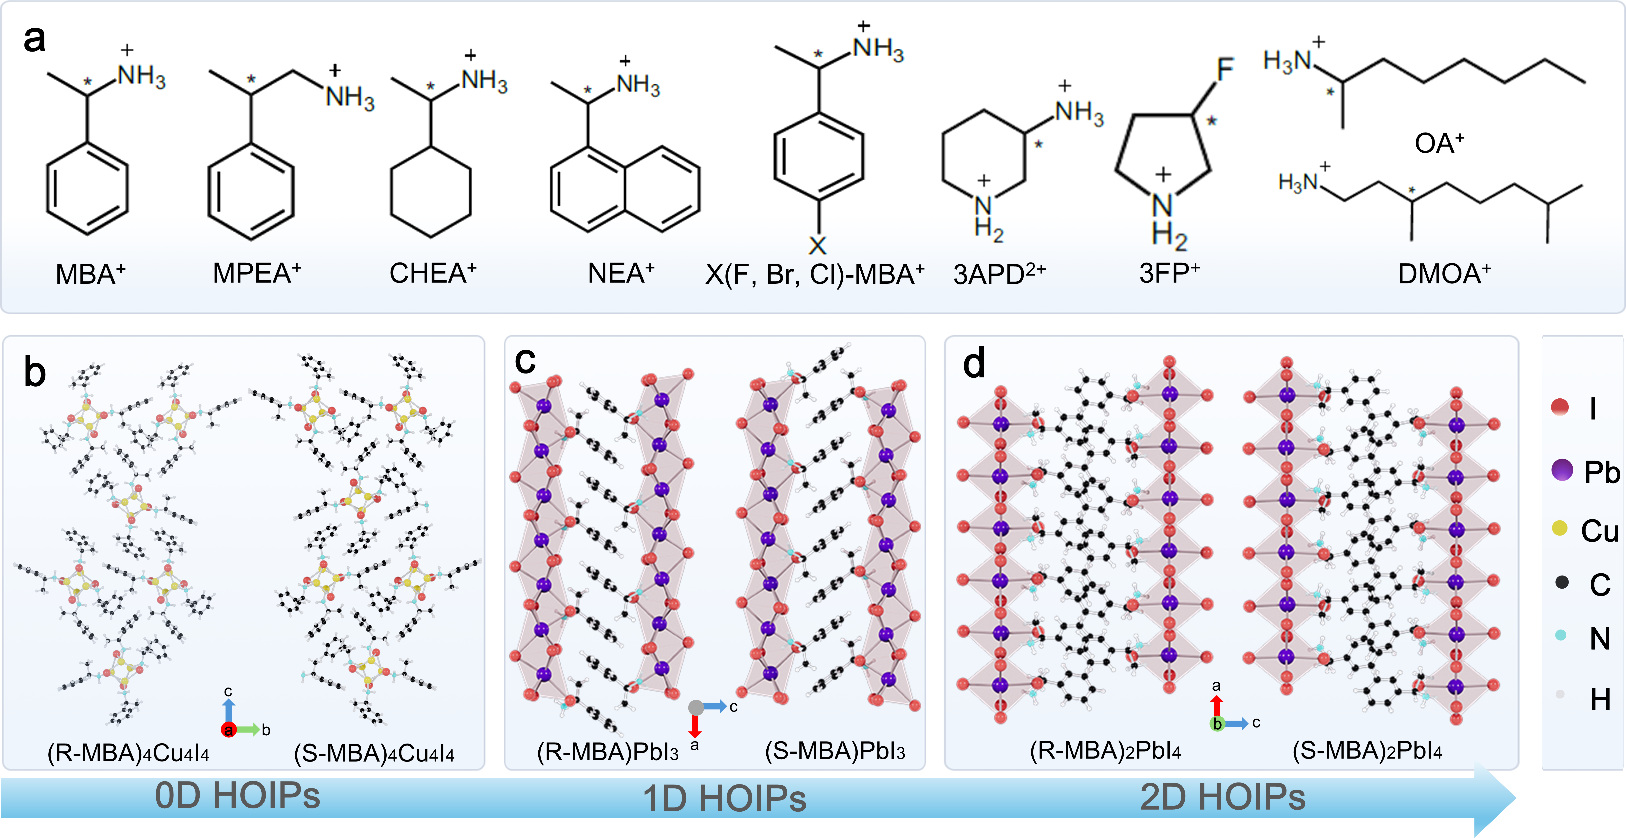 a
+
NH3
*
MBA+
+
NH3
*
MPEA+
+
NH3
*
CHEA+
+
NH3
*
NEA+
+
NH3
*
X
X(F, Br, Cl)-MBA+
+
NH3
*
+
N
H2
3APD2+
F
*
+
N
H2
3FP+
+
H3N
*
OA+
+
H3N
*
DMOA+
b
c
a
b
(R-MBA)4Cu4I4
(S-MBA)4Cu4I4
c
c
a
(R-MBA)PbI3
(S-MBA)PbI3
d
a
b
c
(R-MBA)2PbI4
(S-MBA)2PbI4
I
Pb
Cu
C
N
H
0D HOIPs
1D HOIPs
2D HOIPs